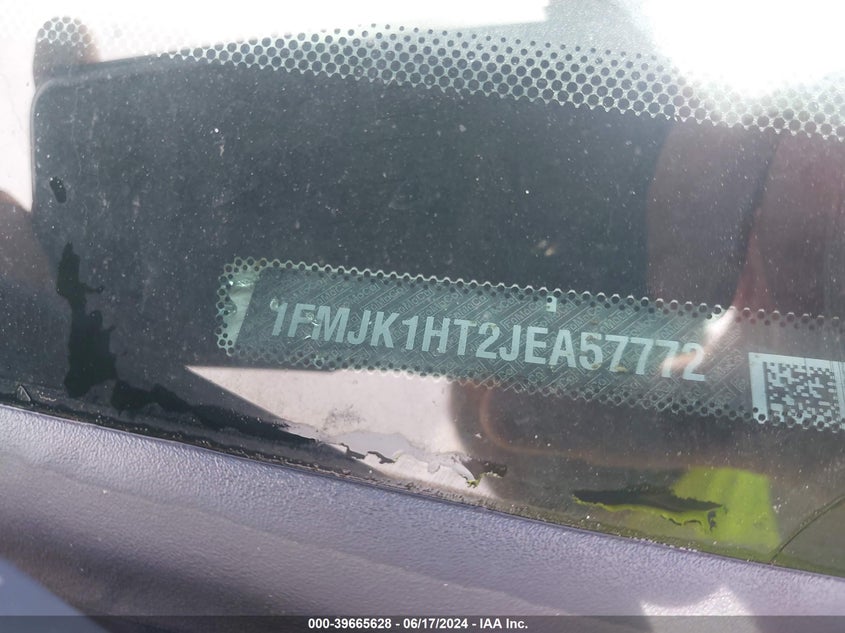 1FMJK1HT2JEA57772
000-39665628 - 06/17/2024 - IAA Inc.